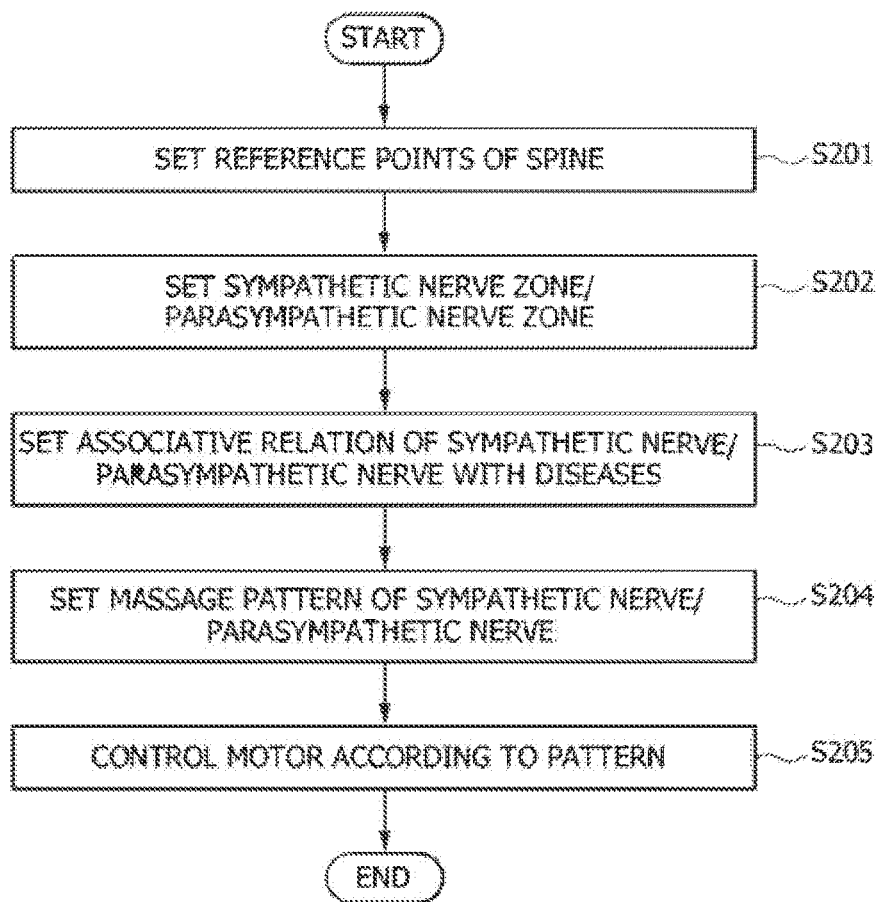 START
SET REFERENCE POINTS OF SPINE
S201
SET SYMPATHETIC NERVE ZONE/
PARASYMPATHETIC NERVE ZONE
S202
SET ASSOCIATIVE RELATION OF SYMPATHETIC NERVE/
PARASYMPATHETIC NERVE WITH DISEASES
S203
SET MASSAGE PATTERN OF SYMPATHETIC NERVE/
PARASYMPATHETIC NERVE
S204
CONTROL MOTOR ACCORDING TO PATTERN
S205
END